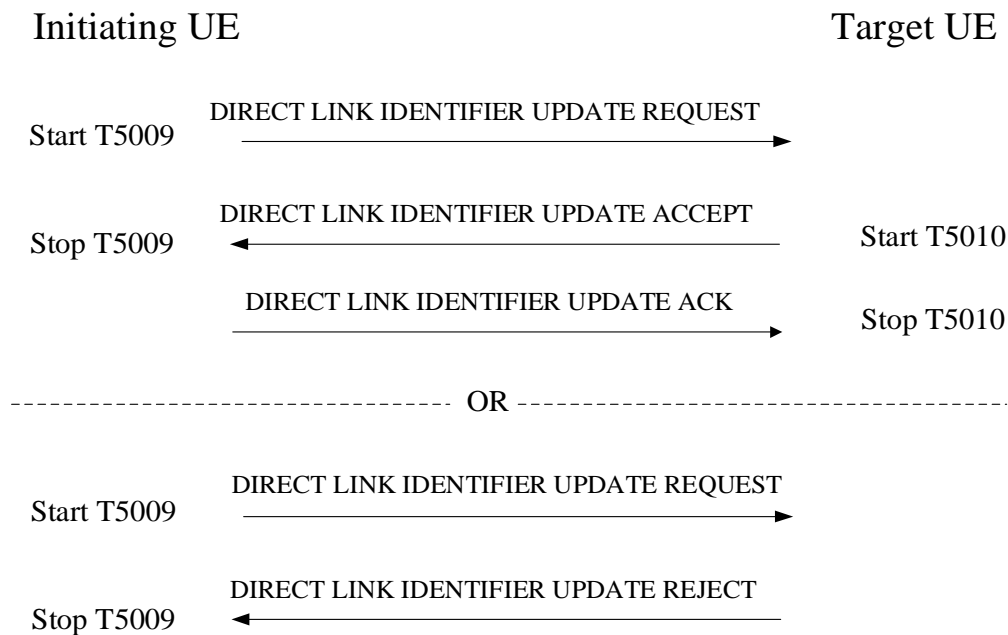 Initiating UE Target UE
DIRECT LINK IDENTIFIER UPDATE REQUEST
Start T5009
DIRECT LINK IDENTIFIER UPDATE ACCEPT
Stop T5009 Start T5010
DIRECT LINK IDENTIFIER UPDATE ACK
Stop T5010
OR
DIRECT LINK IDENTIFIER UPDATE REQUEST
Start T5009
DIRECT LINK IDENTIFIER UPDATE REJECT
Stop T5009